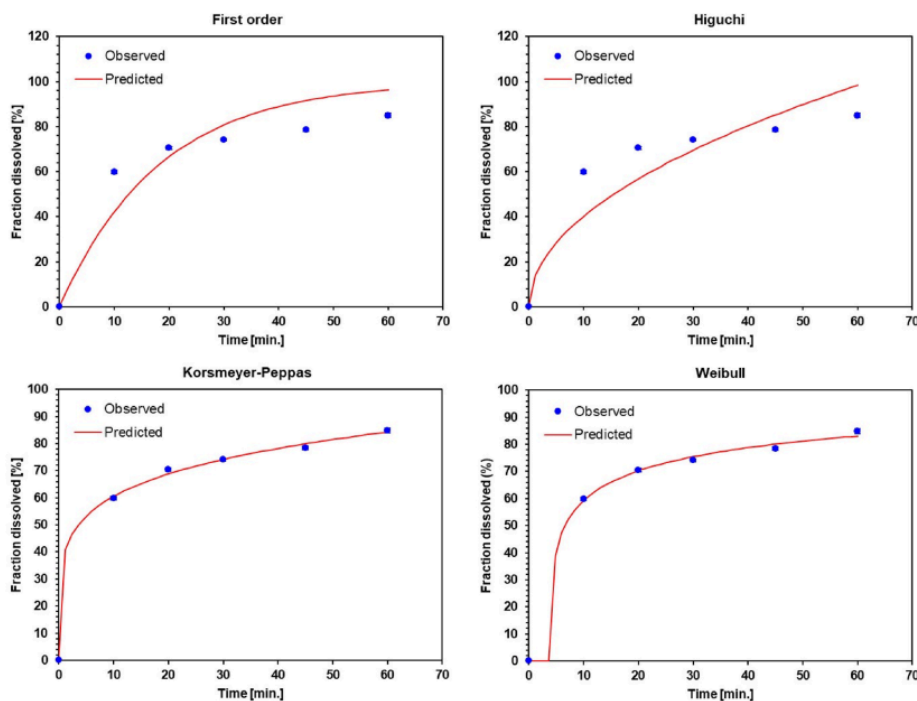 First order
120
100
80
60
40
20
0
Fraction dissolved [%]
Observed
Predicted
0 10 20 30 40 50 60 70
Time [min.]
Higuchi
120
100
80
60
40
20
0
Fraction dissolved [%]
Observed
Predicted
0 10 20 30 40 50 60 70
Time [min.]
Korsmeyer-Peppas
100
90
80
70
60
50
40
30
20
10
0
Fraction dissolved [%]
Observed
Predicted
0 10 20 30 40 50 60 70
Time [min.]
Weibull
100
90
80
70
60
50
40
30
20
10
0
Fraction dissolved (%)
Observed
Predicted
0 10 20 30 40 50 60 70
Time [min.]